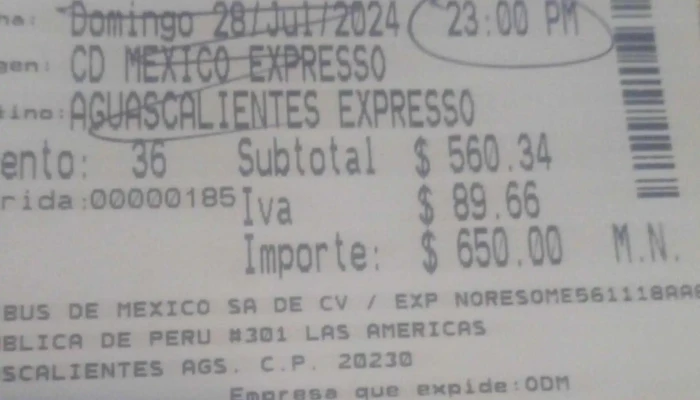 ha: Domingo 28/Jul/2024 23:00 PM
gen: CD MEXICO EXPRESSO
tino: AGUASCALIENTES EXPRESSO
ento: 36 Subtotal $ 560.34
rida:00000185 Iva $ 89.66
Importe: $ 650.00 M.N.
BUS DE MEXICO SA DE CV / EXP NORESOME561118AA
BLICA DE PERU #301 LAS AMERICAS
SCALIENTES AGS. C.P. 20230
Empresa que expide:ODM